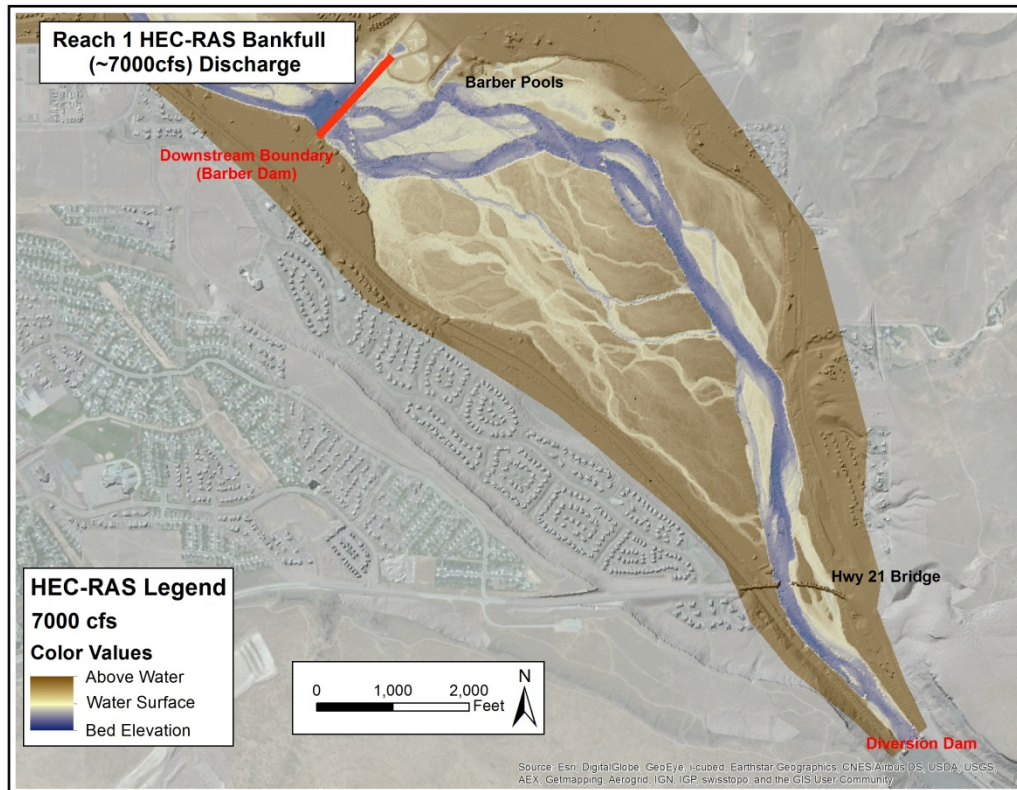 Reach 1 HEC-RAS Bankfull
(~7000cfs) Discharge
Barber Pools
Downstream Boundary
(Barber Dam)
Hwy 21 Bridge
HEC-RAS Legend
7000 cfs
Color Values
Above Water
Water Surface
Bed Elevation
0 1,000 2,000
Feet
N
Diversion Dam
Source: Esri, DigitalGlobe, GeoEye, i-cubed, Earthstar Geographics, CNES/Airbus DS, USDA, USGS,
AEX, Getmapping, Aerogrid, IGN, IGP, swisstopo, and the GIS User Community